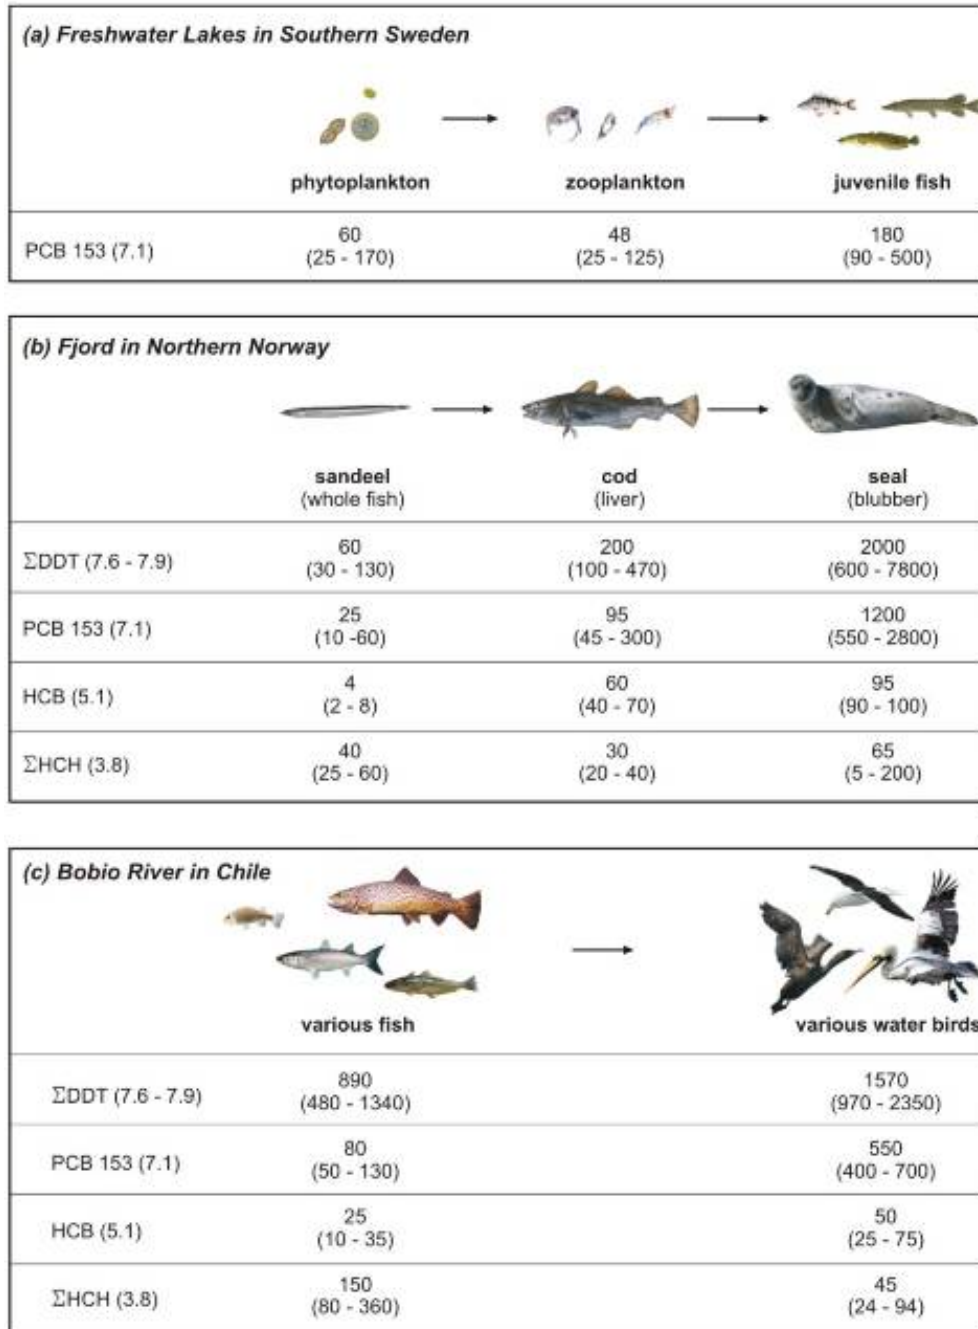 (a) Freshwater Lakes in Southern Sweden
phytoplankton zooplankton juvenile fish
PCB 153 (7.1) 60 48 180
(25 - 170) (25 - 125) (90 - 500)
(b) Fjord in Northern Norway
sandeel cod seal
(whole fish) (liver) (blubber)
ΣDDT (7.6 - 7.9) 60 200 2000
(30 - 130) (100 - 470) (600 - 7800)
PCB 153 (7.1) 25 95 1200
(10 -60) (45 - 300) (550 - 2800)
HCB (5.1) 4 60 95
(2 - 8) (40 - 70) (90 - 100)
ΣHCH (3.8) 40 30 65
(25 - 60) (20 - 40) (5 - 200)
(c) Bobio River in Chile
various fish various water birds
ΣDDT (7.6 - 7.9) 890 1570
(480 - 1340) (970 - 2350)
PCB 153 (7.1) 80 550
(50 - 130) (400 - 700)
HCB (5.1) 25 50
(10 - 35) (25 - 75)
ΣHCH (3.8) 150 45
(80 - 360) (24 - 94)